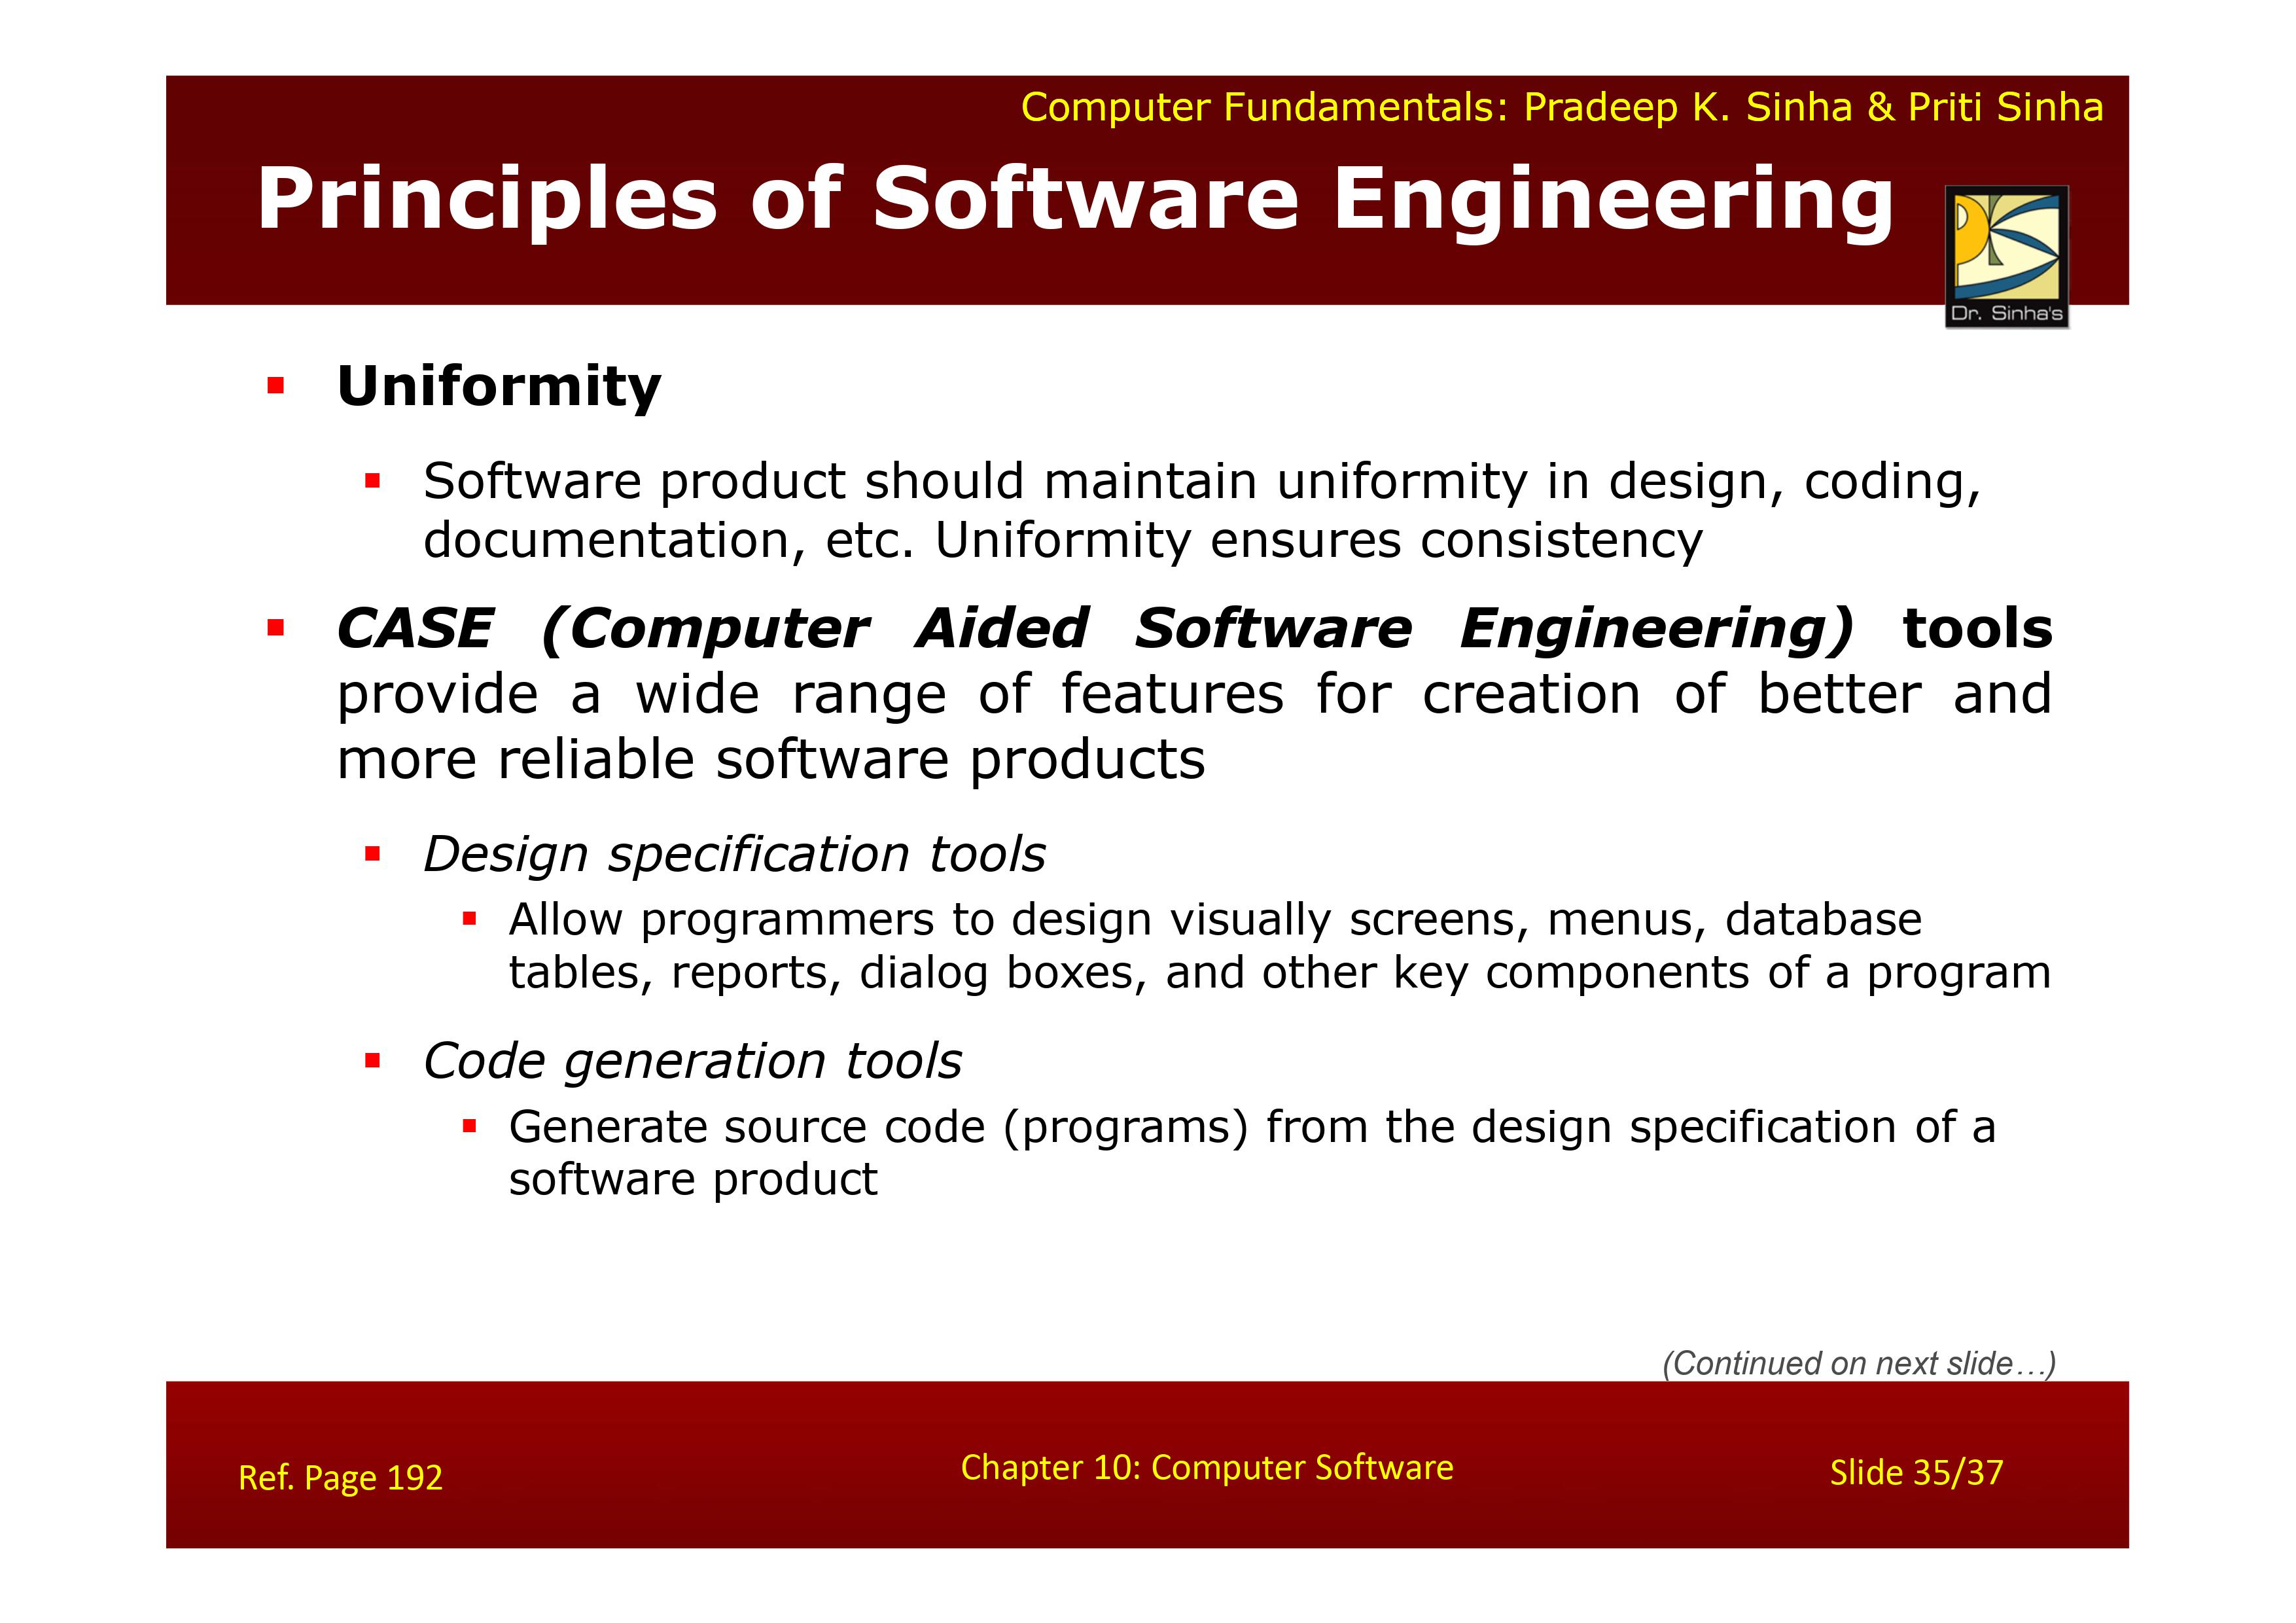 Computer Fundamentals: Pradeep K. Sinha & Priti Sinha
Principles of Software Engineering
Dr. Sinha's
▪ Uniformity
▪ Software product should maintain uniformity in design, coding,
documentation, etc. Uniformity ensures consistency
▪ CASE (Computer Aided Software Engineering) tools
provide a wide range of features for creation of better and
more reliable software products
▪ Design specification tools
▪ Allow programmers to design visually screens, menus, database
tables, reports, dialog boxes, and other key components of a program
▪ Code generation tools
▪ Generate source code (programs) from the design specification of a
software product
(Continued on next slide…)
Ref. Page 192
Chapter 10: Computer Software
Slide 35/37